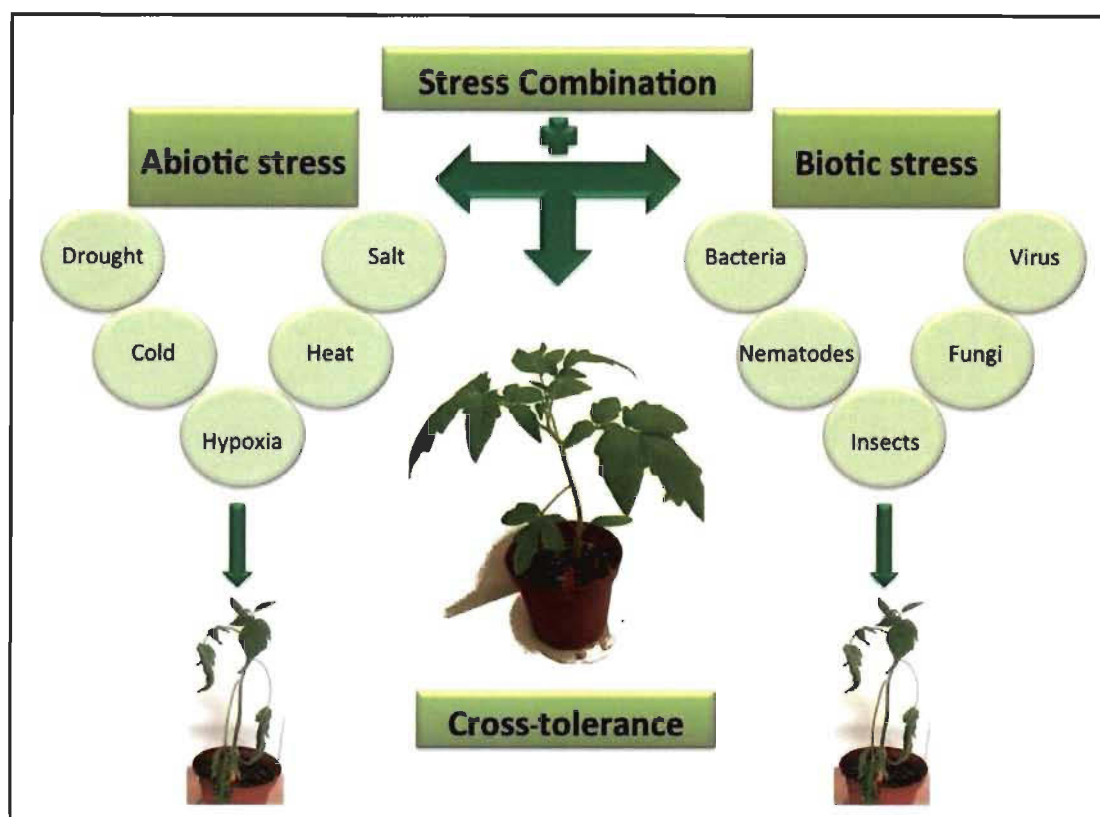 Stress Combination
Abiotic stress
Biotic stress
Drought
Salt
Cold
Heat
Hypoxia
Bacteria
Virus
Nematodes
Fungi
Insects
Cross-tolerance